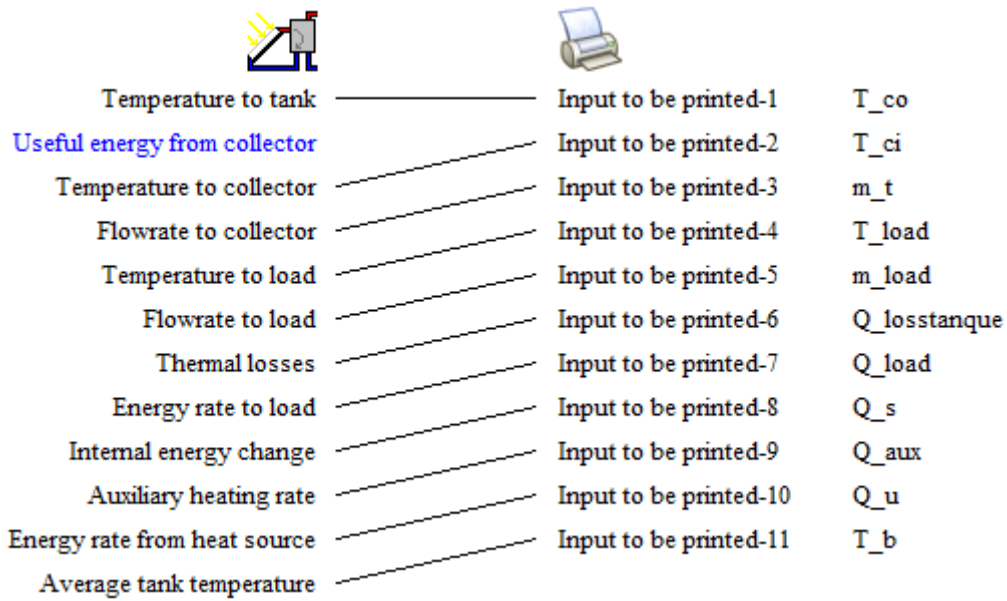 Temperature to tank Input to be printed-1 T_co
Useful energy from collector Input to be printed-2 T_ci
Temperature to collector Input to be printed-3 m_t
Flowrate to collector Input to be printed-4 T_load
Temperature to load Input to be printed-5 m_load
Flowrate to load Input to be printed-6 Q_losstanque
Thermal losses Input to be printed-7 Q_load
Energy rate to load Input to be printed-8 Q_s
Internal energy change Input to be printed-9 Q_aux
Auxiliary heating rate Input to be printed-10 Q_u
Energy rate from heat source Input to be printed-11 T_b
Average tank temperature